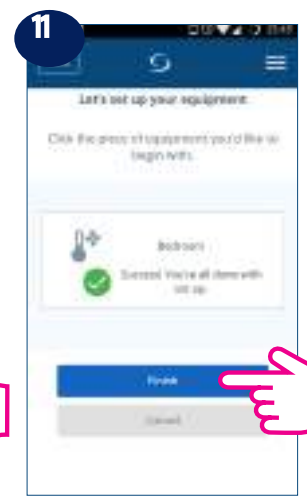 11
Let's set up your equipment
Click the piece of equipment you'd like to
begin with.
Bedroom
Success! You're all done with
set up
Finish
Cancel